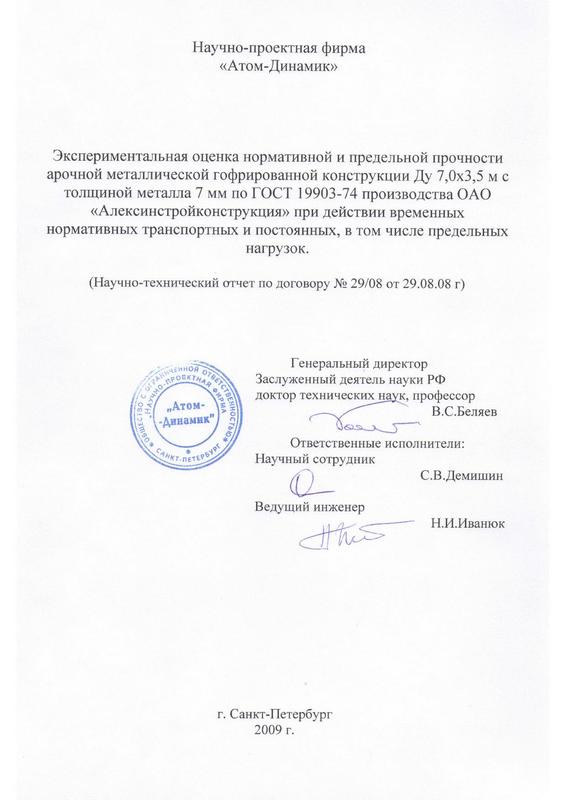 Научно-проектная фирма
«Атом-Динамик»
Экспериментальная оценка нормативной и предельной прочности
арочной металлической гофрированной конструкции Ду 7,0х3,5 м с
толщиной металла 7 мм по ГОСТ 19903-74 производства ОАО
«Алексинстройконструкция» при действии временных
нормативных транспортных и постоянных, в том числе предельных
нагрузок.
(Научно-технический отчет по договору № 29/08 от 29.08.08 г)
Генеральный директор
Заслуженный деятель науки РФ
доктор технических наук, профессор
В.С.Беляев
Ответственные исполнители:
Научный сотрудник
С.В.Демишин
Ведущий инженер
Н.И.Иванюк
ОБЩЕСТВО С ОГРАНИЧЕННОЙ ОТВЕТСТВЕННОСТЬЮ
"НАУЧНО-ПРОЕКТНАЯ ФИРМА
„Атом-
-Динамик"
САНКТ-ПЕТЕРБУРГ
г. Санкт-Петербург
2009 г.